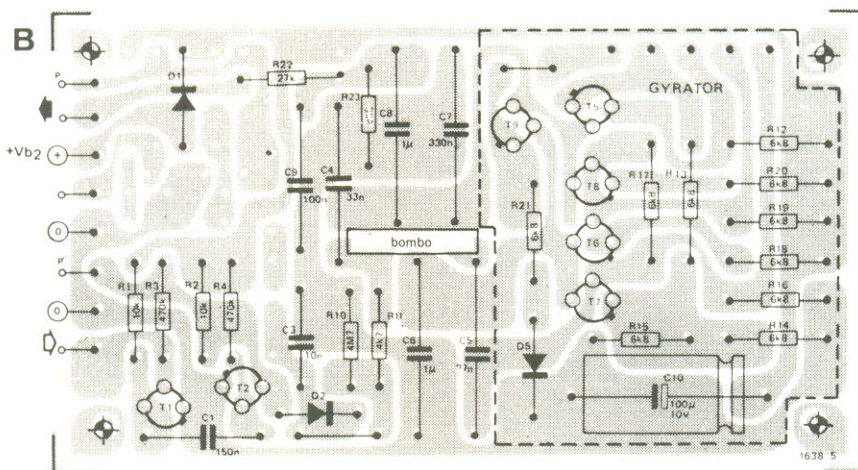 B
P
+Vb2
+
0
P'
0
D1
R22
27k
R23
C8
1µ
C7
330n
C9
100n
C4
33n
bombo
R1
10k
R3
470k
R2
10k
R4
470k
C3
10n
R10
4M7
R11
4k7
C6
1µ
C5
T1
T2
C1
150n
D2
GYRATOR
T9
T5
T8
T6
T7
R21
6k8
R17
6k8
R13
6k8
R12
6k8
R20
6k8
R19
6k8
R18
6k8
R16
6k8
R14
6k8
R15
6k8
D5
C10
100µ
10V
1638 5